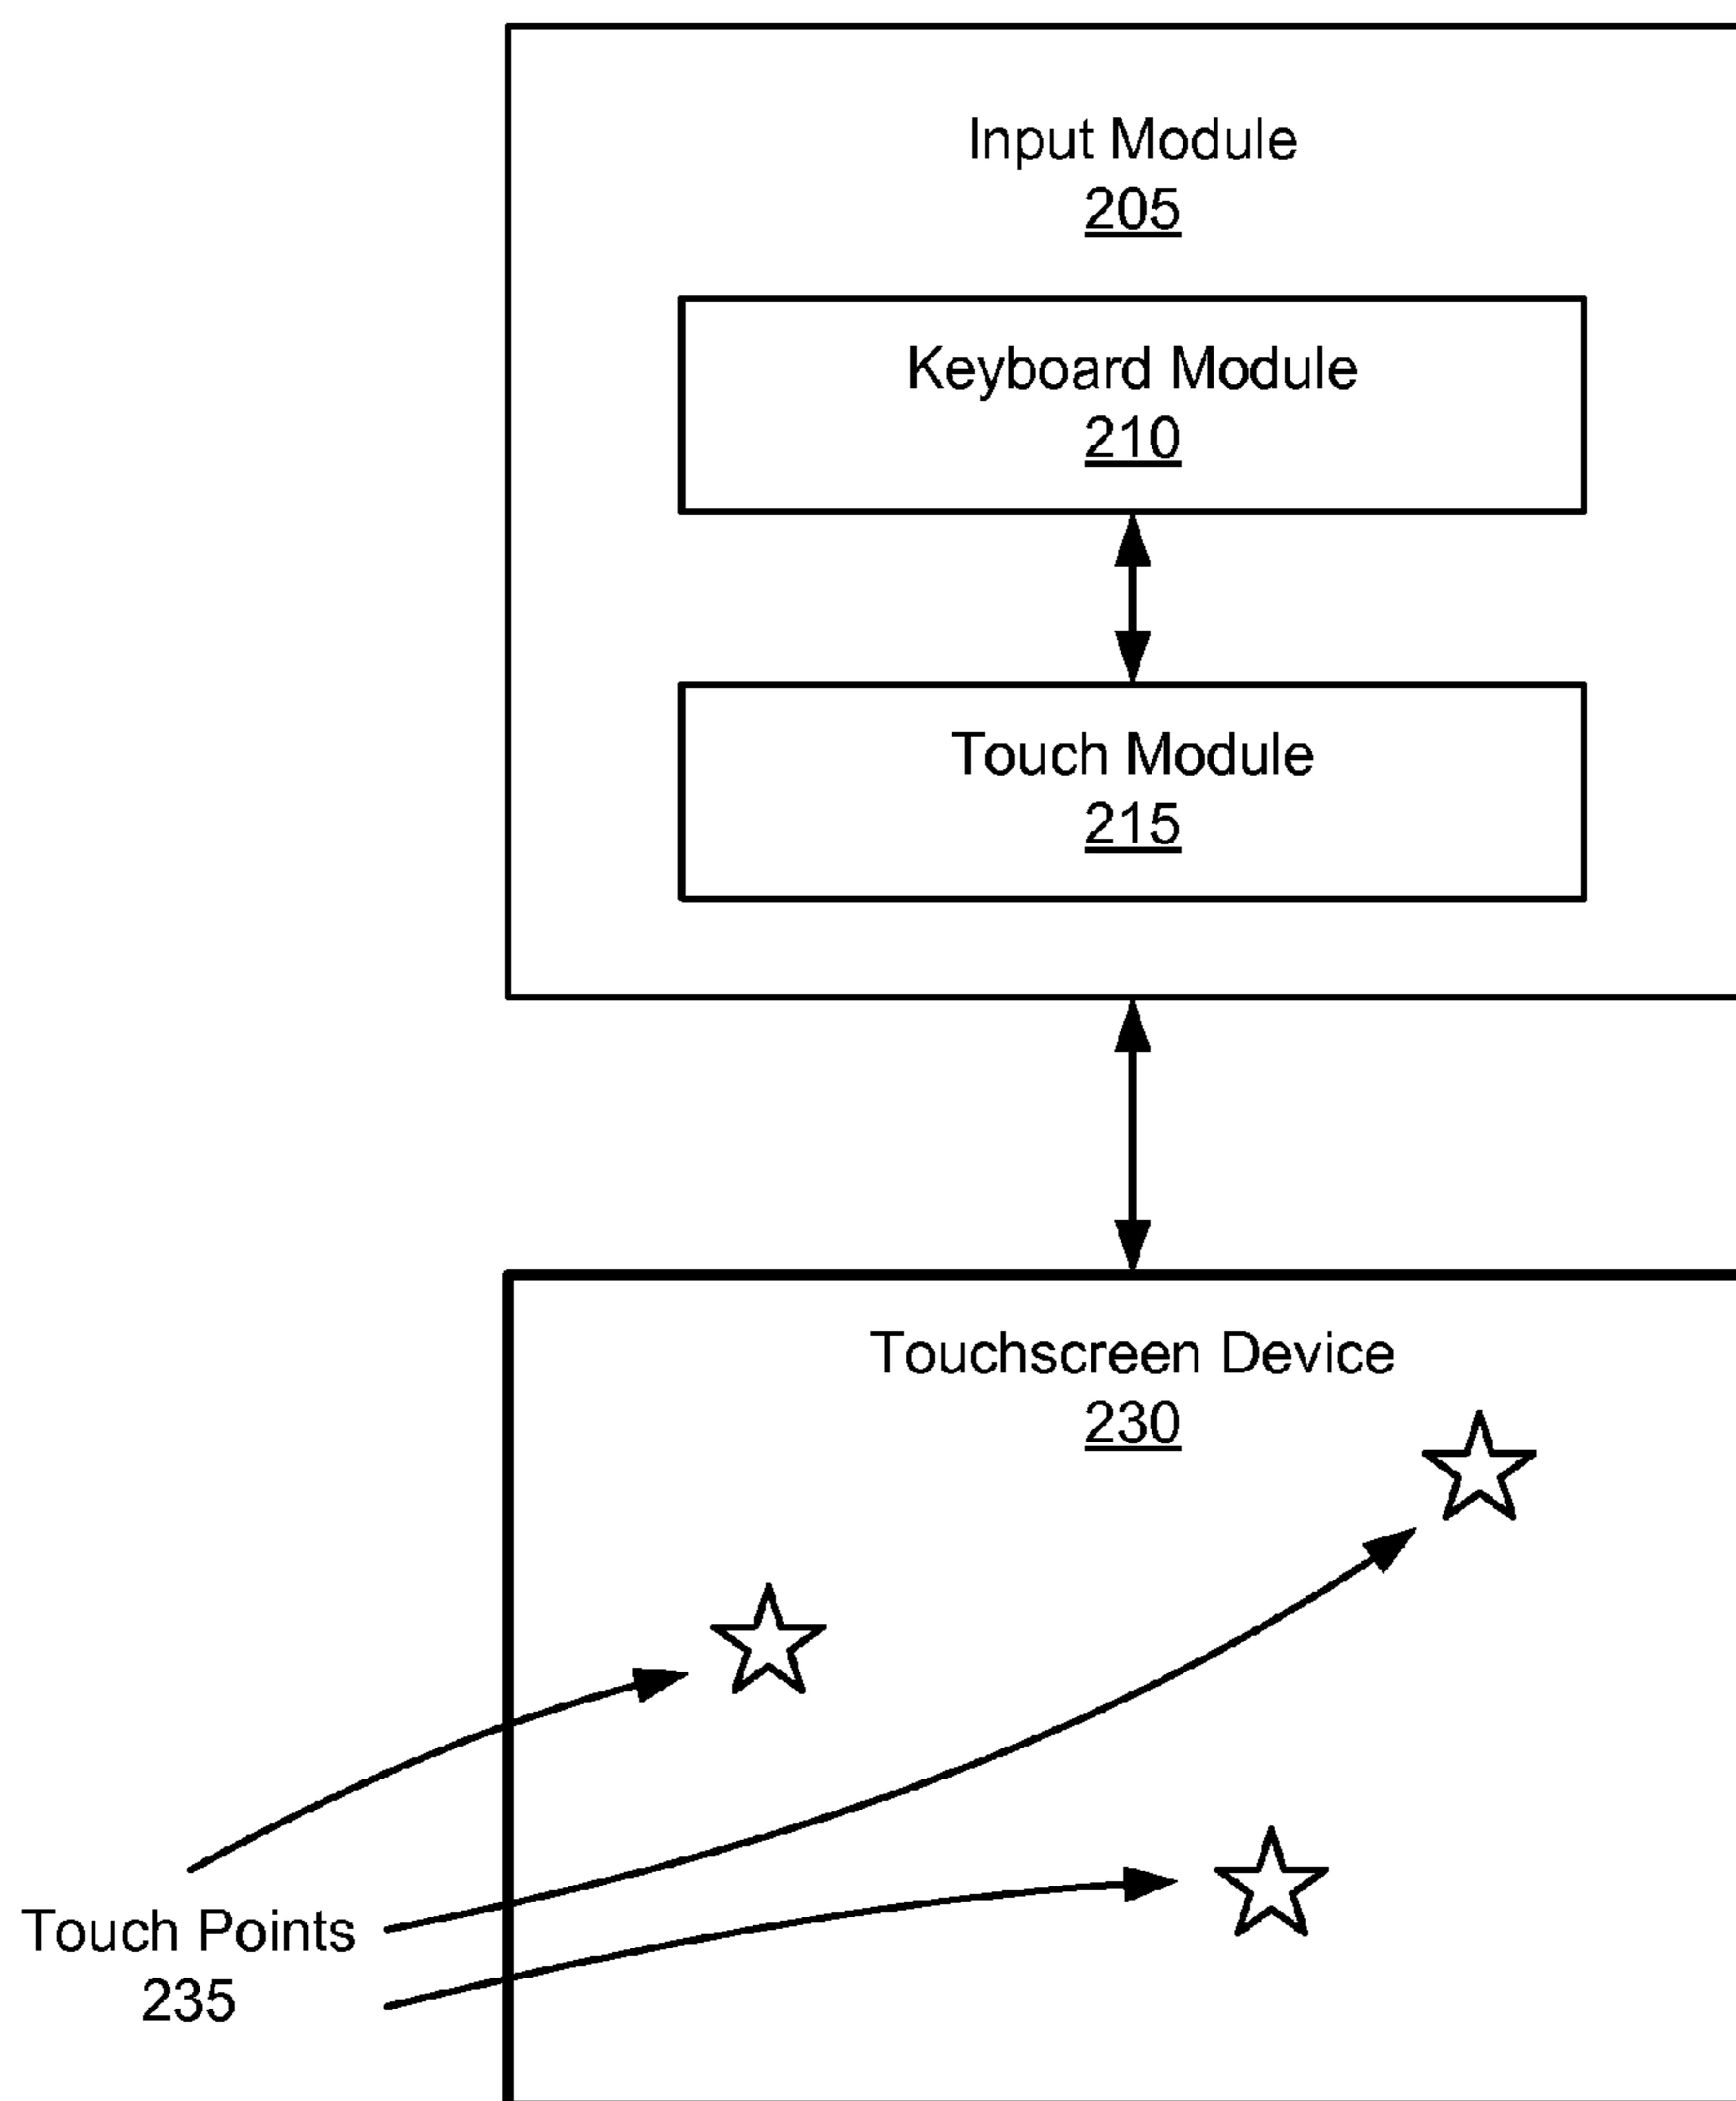 Input Module
205
Keyboard Module
210
Touch Module
215
Touchscreen Device
230
Touch Points
235